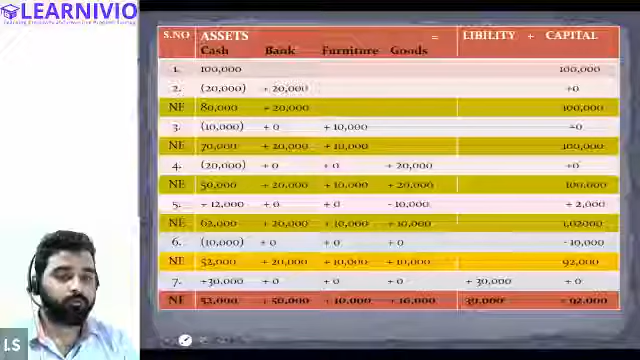 LEARNIVIO
S.NO ASSETS = LIBILITY + CAPITAL
Cash Bank Furniture Goods
1. 100,000 100,000
2. (20,000) + 20,000 +0
NE 80,000 + 20,000 100,000
3. (10,000) + 0 + 10,000 +0
NE 70,000 + 20,000 + 10,000 100,000
4. (20,000) + 0 + 0 + 20,000 +0
NE 50,000 + 20,000 + 10,000 + 20,000 100,000
5. + 12,000 + 0 + 0 - 10,000 + 2,000
NE 62,000 + 20,000 + 10,000 + 10,000 1,02000
6. (10,000) + 0 + 0 + 0 - 10,000
NE 52,000 + 20,000 + 10,000 + 10,000 92,000
7. +30,000 + 0 + 0 + 0 + 30,000 + 0
NE 52,000 + 50,000 + 10,000 + 10,000 30,000 + 92,000
LS